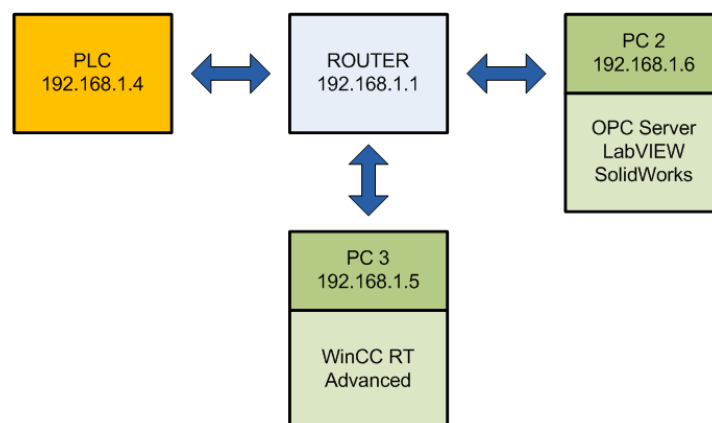 PLC
192.168.1.4
ROUTER
192.168.1.1
PC 2
192.168.1.6
OPC Server
LabVIEW
SolidWorks
PC 3
192.168.1.5
WinCC RT
Advanced